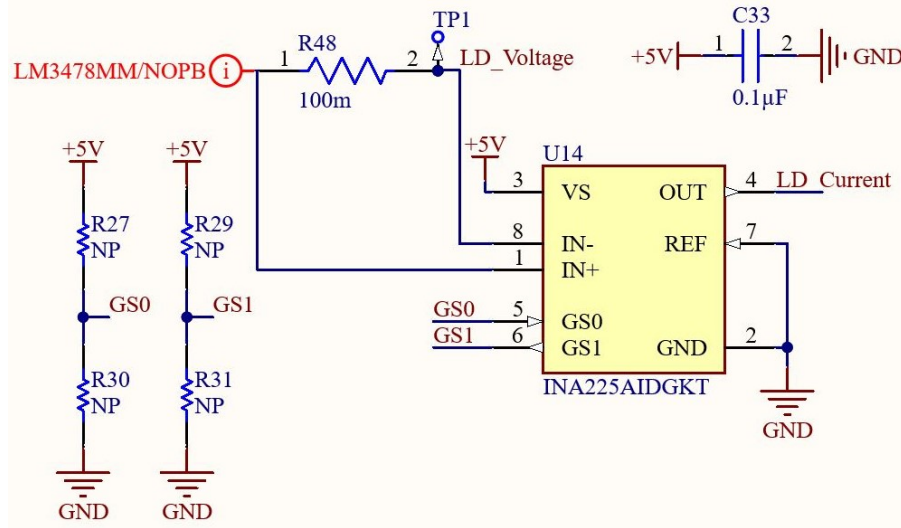 TP1
R48
1
2
LD_Voltage
LM3478MM/NOPB
i
100m
C33
+5V
1
2
GND
0.1µF
+5V
+5V
R27
NP
R29
NP
GS0
GS1
R30
NP
R31
NP
GND
GND
+5V
U14
3
VS
OUT
4
LD_Current
8
IN-
REF
7
1
IN+
GS0
5
GS0
GS1
6
GS1
GND
2
INA225AIDGKT
GND